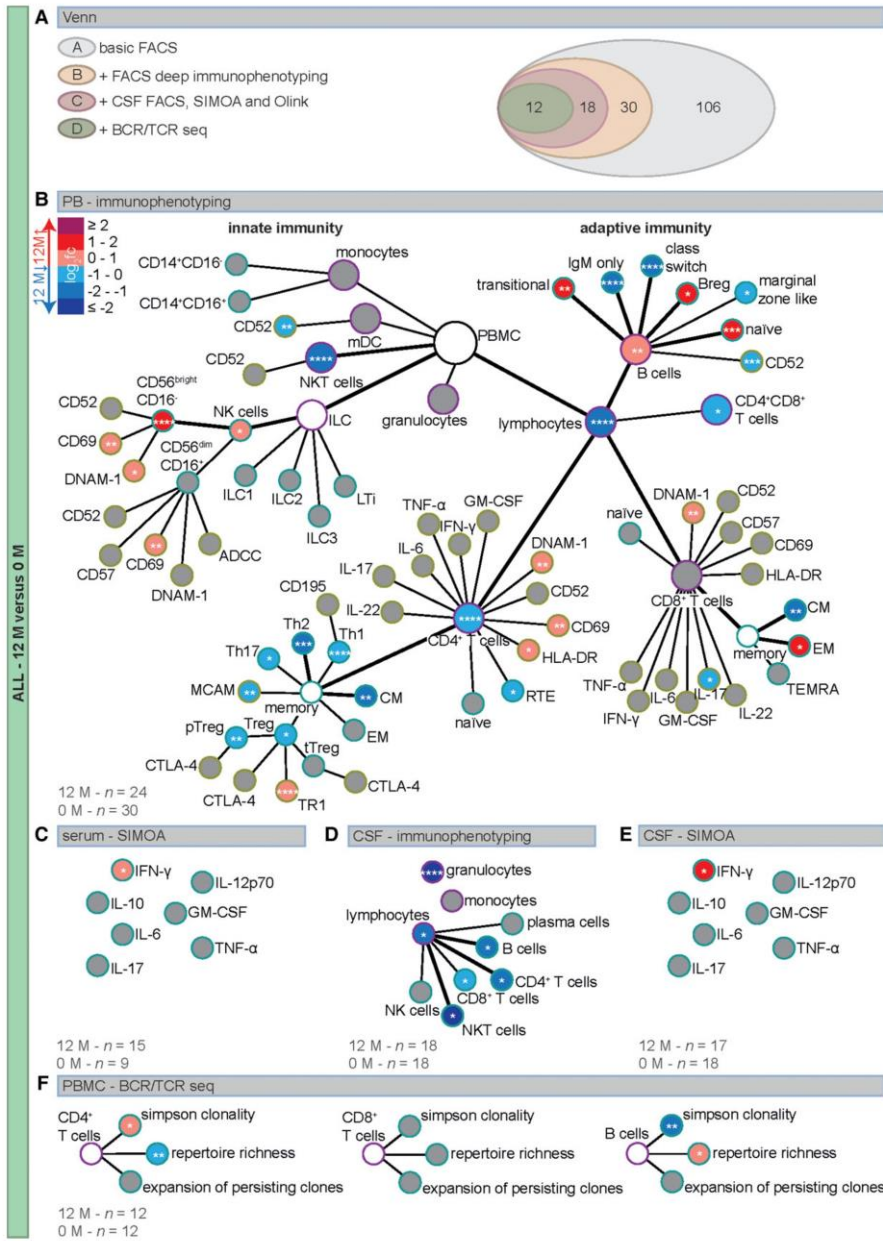 ALL - 12 M versus 0 M
A Venn
A basic FACS
B + FACS deep immunophenotyping
C + CSF FACS, SIMOA and Olink
D + BCR/TCR seq
12 18 30 106
B PB - immunophenotyping
12 M↓ 12M↑
log₂fc
≥ 2
1 - 2
0 - 1
-1 - 0
-2 - -1
≤ -2
innate immunity
adaptive immunity
CD14⁺CD16⁻
monocytes
CD14⁺CD16⁺
CD52
**
mDC
PBMC
CD52
****
NKT cells
granulocytes
CD56bright
CD16⁻
****
NK cells
*
ILC
CD52
CD69
**
DNAM-1
*
CD56dim
CD16⁺
CD52
CD57
CD69
**
DNAM-1
ADCC
ILC1
ILC2
ILC3
LTi
transitional
**
IgM only
****
class
switch
****
Breg
*
marginal
zone like
*
naïve
***
B cells
**
CD52
***
lymphocytes
****
CD4⁺CD8⁺
T cells
*
TNF-α
GM-CSF
IFN-γ
IL-6
IL-17
IL-22
DNAM-1
**
CD52
CD69
**
HLA-DR
*
RTE
*
naïve
****
CD4⁺ T cells
DNAM-1
**
CD52
CD57
CD69
HLA-DR
naïve
CD8⁺ T cells
CM
**
memory
EM
*
TEMRA
TNF-α
IFN-γ
IL-6
GM-CSF
IL-17
*
IL-22
CD195
Th2
***
Th1
****
Th17
*
MCAM
**
memory
CM
**
EM
pTreg
**
Treg
*
tTreg
CTLA-4
CTLA-4
TR1
****
CTLA-4
12 M - n = 24
0 M - n = 30
C serum - SIMOA
* IFN-γ
IL-12p70
IL-10
GM-CSF
IL-6
TNF-α
IL-17
12 M - n = 15
0 M - n = 9
D CSF - immunophenotyping
**** granulocytes
monocytes
lymphocytes
*
plasma cells
* B cells
* CD4⁺ T cells
*
CD8⁺ T cells
NK cells
*
NKT cells
12 M - n = 18
0 M - n = 18
E CSF - SIMOA
* IFN-γ
IL-12p70
IL-10
GM-CSF
IL-6
TNF-α
IL-17
12 M - n = 17
0 M - n = 18
F PBMC - BCR/TCR seq
CD4⁺
T cells
* simpson clonality
** repertoire richness
expansion of persisting clones
CD8⁺
T cells
simpson clonality
repertoire richness
expansion of persisting clones
B cells
** simpson clonality
* repertoire richness
expansion of persisting clones
12 M - n = 12
0 M - n = 12